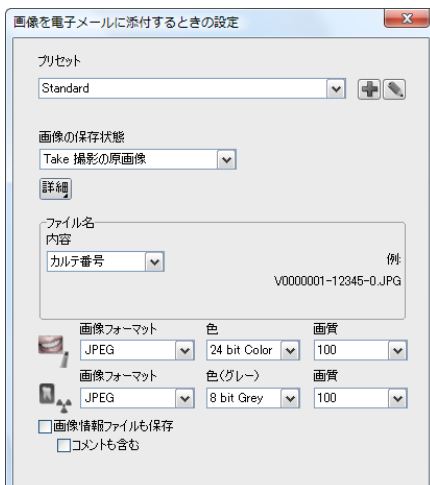 画像を電子メールに添付するときの設定
プリセット
Standard
画像の保存状態
Take 撮影の原画像
詳細
ファイル名
内容
カルテ番号
例:
V0000001-12345-0.JPG
画像フォーマット 色 画質
JPEG 24 bit Color 100
画像フォーマット 色(グレー) 画質
JPEG 8 bit Grey 100
画像情報ファイルも保存
コメントも含む